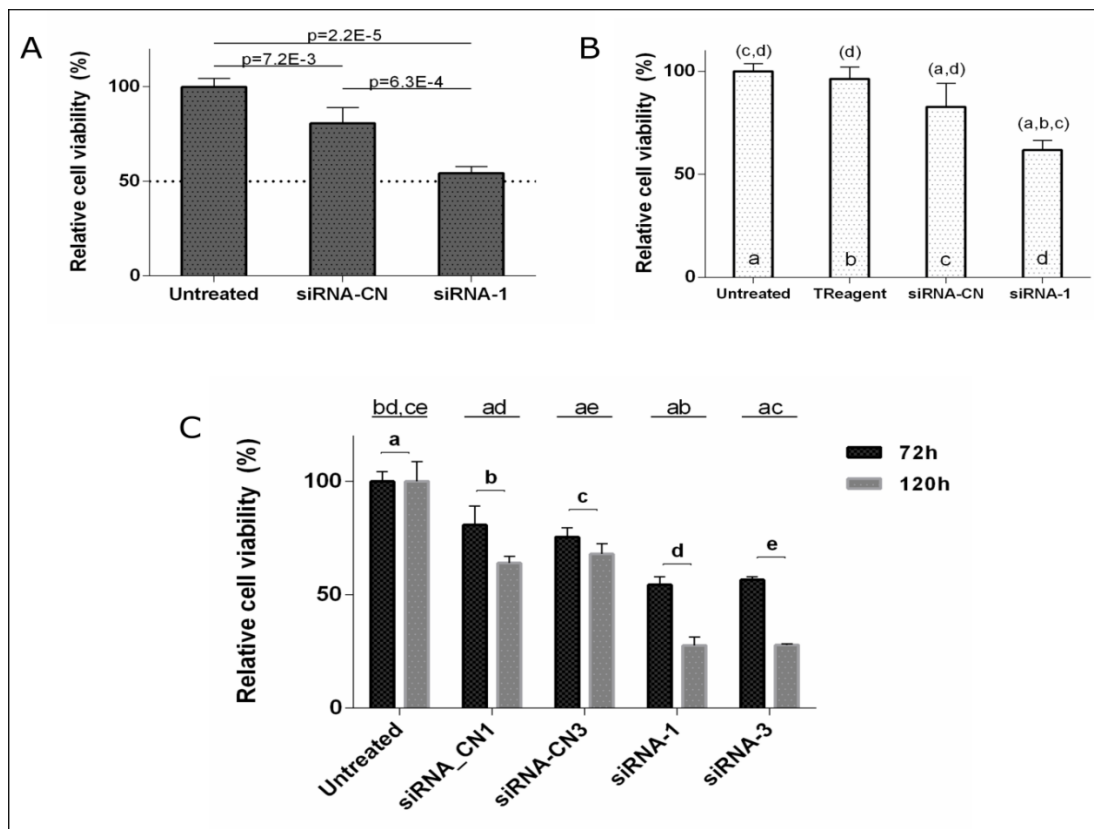 A
Relative cell viability (%)
p=2.2E-5
p=7.2E-3
p=6.3E-4
100
50
0
Untreated siRNA-CN siRNA-1
B
Relative cell viability (%)
(c,d) (d) (a,d) (a,b,c)
100
50
0
a b c d
Untreated TReagent siRNA-CN siRNA-1
C
Relative cell viability (%)
bd,ce ad ae ab ac
a b c d e
100
50
0
Untreated siRNA_CN1 siRNA-CN3 siRNA-1 siRNA-3
72h
120h